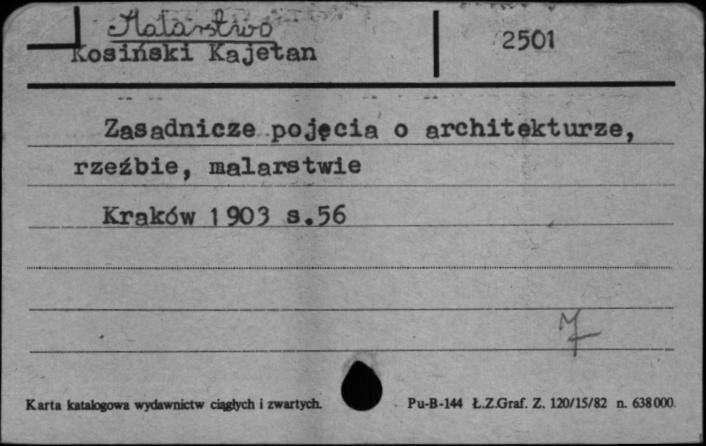 Malarstwo
Kosiński Kajetan
2501
Zasadnicze pojęcia o architekturze,
rzeźbie, malarstwie
Kraków 1903 s.56
Karta katalogowa wydawnictw ciągłych i zwartych.
Pu-B-144 Ł.Z.Graf. Z. 120/15/82 n. 638000.